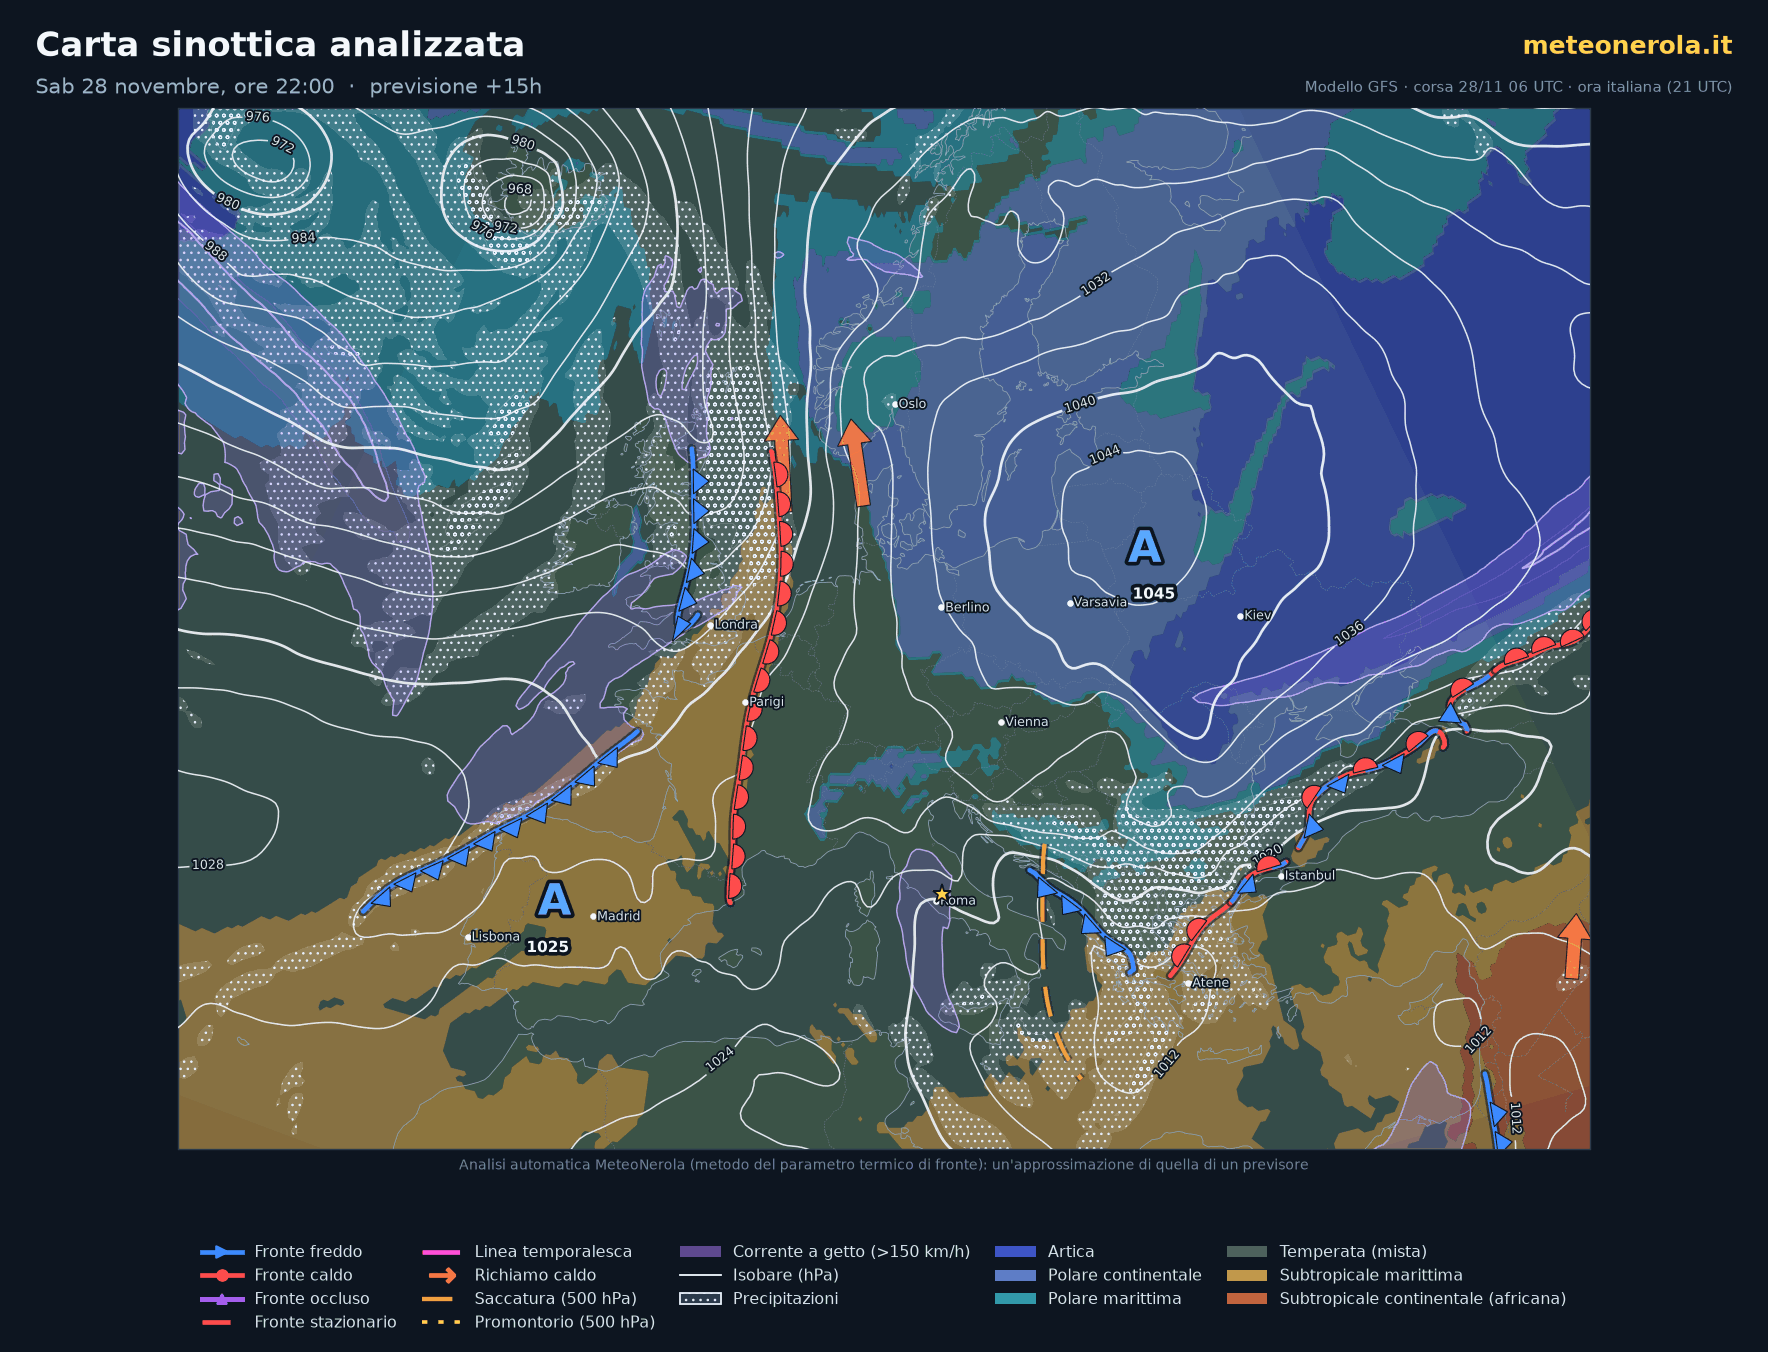 Carta sinottica analizzata
meteonerola.it
Sab 28 novembre, ore 22:00 · previsione +15h
Modello GFS · corsa 28/11 06 UTC · ora italiana (21 UTC)
976
972
980
980
968
976
972
984
988
1032
Oslo
1040
1044
A
1045
Berlino
Varsavia
Kiev
Londra
1036
Parigi
Vienna
1028
1020
Istanbul
A
Madrid
Roma
Lisbona
1025
Atene
1024
1012
1012
1012
Analisi automatica MeteoNerola (metodo del parametro termico di fronte): un'approssimazione di quella di un previsore
Fronte freddo
Fronte caldo
Fronte occluso
Fronte stazionario
Linea temporalesca
Richiamo caldo
Saccatura (500 hPa)
Promontorio (500 hPa)
Corrente a getto (>150 km/h)
Isobare (hPa)
Precipitazioni
Artica
Polare continentale
Polare marittima
Temperata (mista)
Subtropicale marittima
Subtropicale continentale (africana)